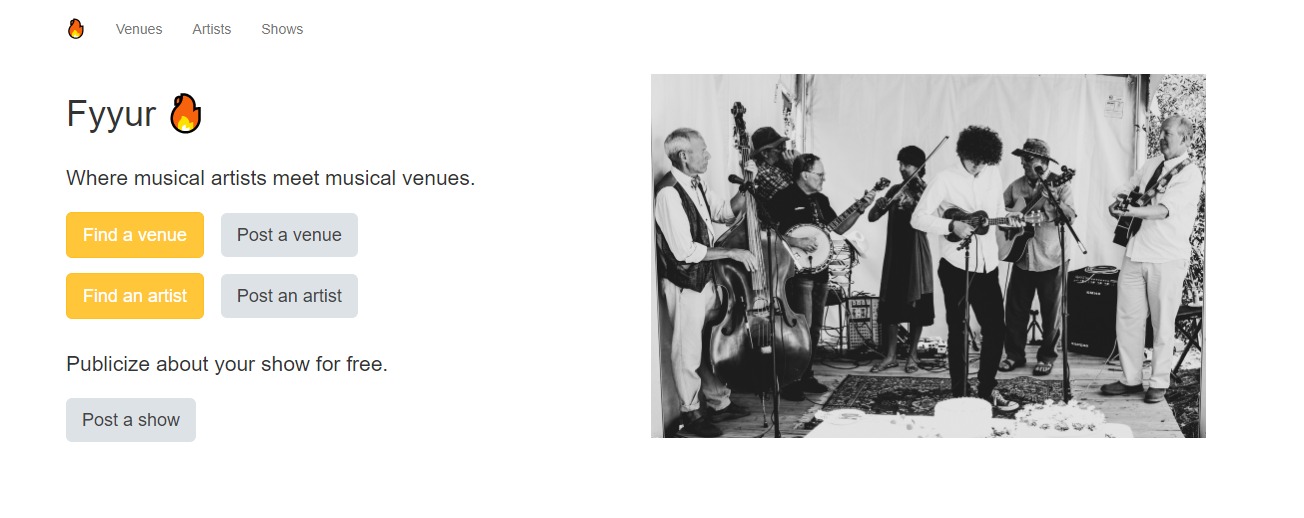 Venues Artists Shows
Fyyur 🔥
Where musical artists meet musical venues.
Find a venue Post a venue
Find an artist Post an artist
Publicize about your show for free.
Post a show